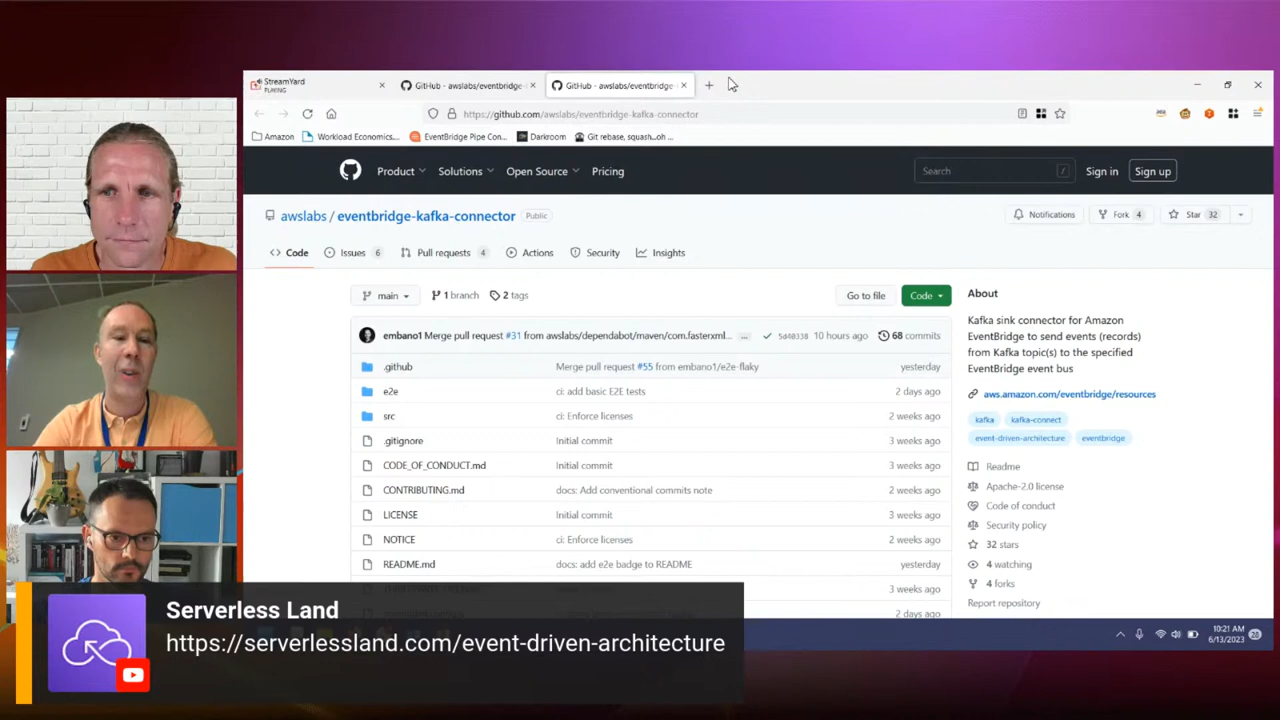 StreamYard
PLAYING
GitHub - awslabs/eventbridge-
GitHub - awslabs/eventbridge-
https://github.com/awslabs/eventbridge-kafka-connector
Amazon
Workload Economics...
EventBridge Pipe Con...
Darkroom
Git rebase, squash...oh ...
Product
Solutions
Open Source
Pricing
Search
/
Sign in
Sign up
awslabs / eventbridge-kafka-connector
Public
Notifications
Fork 4
Star 32
Code
Issues 6
Pull requests 4
Actions
Security
Insights
main
1 branch
2 tags
Go to file
Code
embano1 Merge pull request #31 from awslabs/dependabot/maven/com.fasterxml...
5d40338 10 hours ago
68 commits
.github Merge pull request #55 from embano1/e2e-flaky yesterday
e2e ci: add basic E2E tests 2 days ago
src ci: Enforce licenses 2 weeks ago
.gitignore Initial commit 3 weeks ago
CODE_OF_CONDUCT.md Initial commit 3 weeks ago
CONTRIBUTING.md docs: Add conventional commits note 2 weeks ago
LICENSE Initial commit 3 weeks ago
NOTICE ci: Enforce licenses 2 weeks ago
README.md docs: add e2e badge to README yesterday
3 weeks ago
2 days ago
About
Kafka sink connector for Amazon
EventBridge to send events (records)
from Kafka topic(s) to the specified
EventBridge event bus
aws.amazon.com/eventbridge/resources
kafka
kafka-connect
event-driven-architecture
eventbridge
Readme
Apache-2.0 license
Code of conduct
Security policy
32 stars
4 watching
4 forks
Report repository
Serverless Land
https://serverlessland.com/event-driven-architecture
10:21 AM
6/13/2023